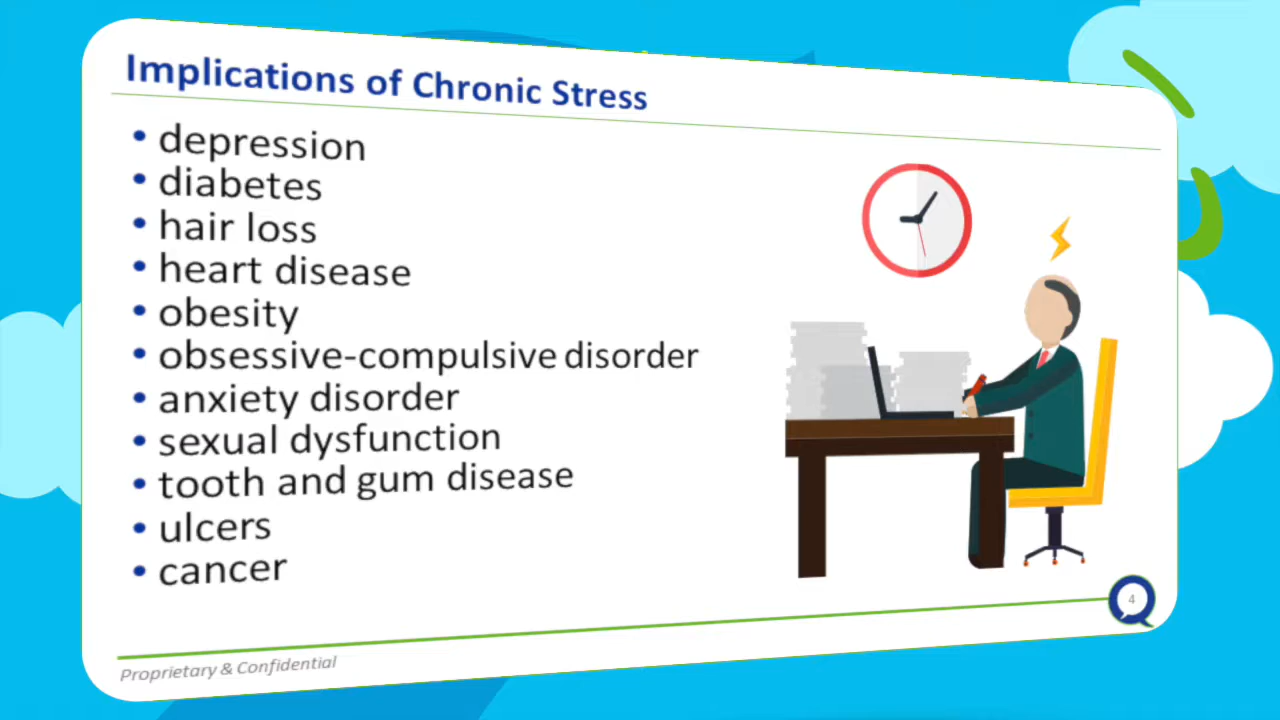 Implications of Chronic Stress
• depression
• diabetes
• hair loss
• heart disease
• obesity
• obsessive-compulsive disorder
• anxiety disorder
• sexual dysfunction
• tooth and gum disease
• ulcers
• cancer
4
Proprietary & Confidential